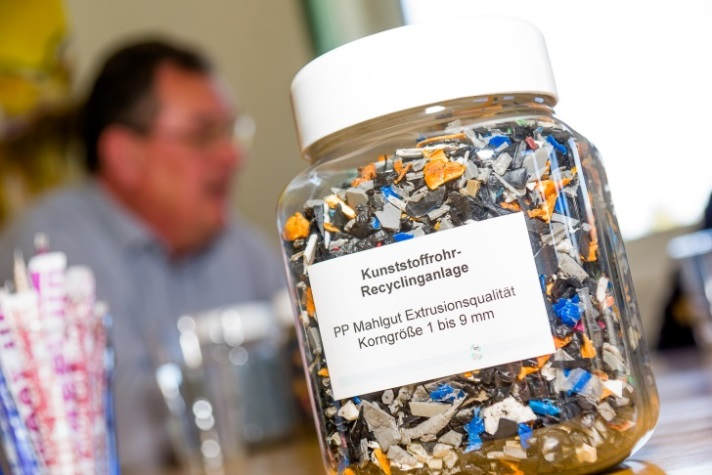 Kunststoffrohr-
Recyclinganlage
PP Mahlgut Extrusionsqualität
Korngröße 1 bis 9 mm